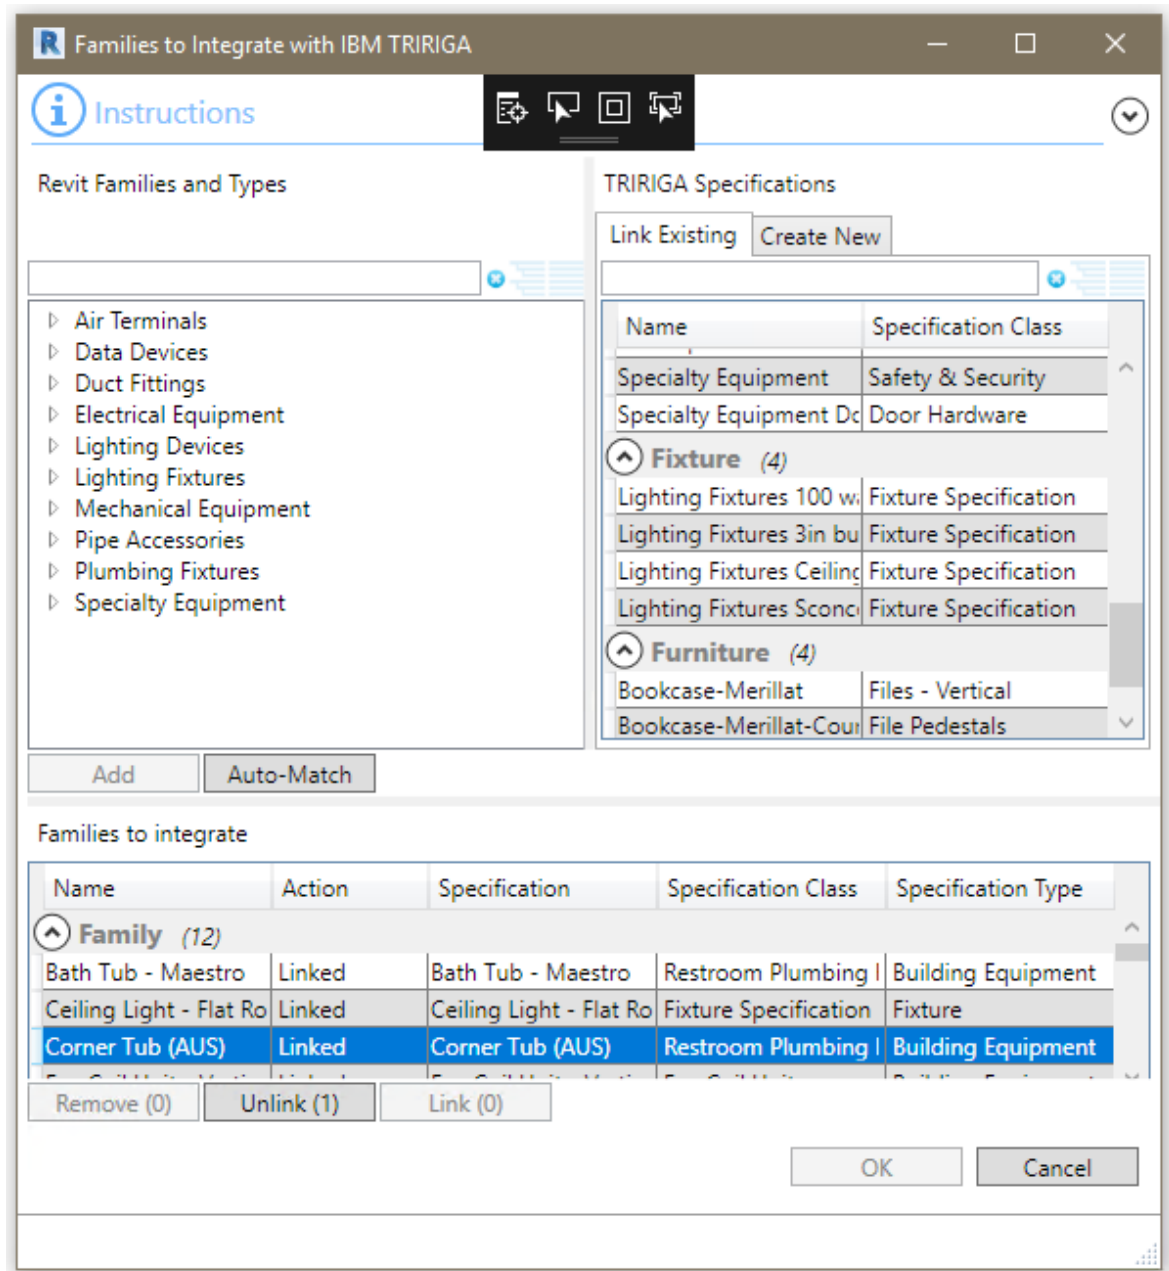 Families to Integrate with IBM TRIRIGA
Instructions
Revit Families and Types
TRIRIGA Specifications
Link Existing
Create New
Air Terminals
Data Devices
Duct Fittings
Electrical Equipment
Lighting Devices
Lighting Fixtures
Mechanical Equipment
Pipe Accessories
Plumbing Fixtures
Specialty Equipment
Name Specification Class
Specialty Equipment Safety & Security
Specialty Equipment Dc Door Hardware
Fixture (4)
Lighting Fixtures 100 Fixture Specification
Lighting Fixtures 3in bu Fixture Specification
Lighting Fixtures Ceiling Fixture Specification
Lighting Fixtures Sconc Fixture Specification
Furniture (4)
Bookcase-Merillat Files - Vertical
Bookcase-Merillat-Cour File Pedestals
Add Auto-Match
Families to integrate
Name Action Specification Specification Class Specification Type
Family (12)
Bath Tub - Maestro Linked Bath Tub - Maestro Restroom Plumbing Building Equipment
Ceiling Light - Flat Ro Linked Ceiling Light - Flat Ro Fixture Specification Fixture
Corner Tub (AUS) Linked Corner Tub (AUS) Restroom Plumbing Building Equipment
Remove (0) Unlink (1) Link (0)
OK Cancel